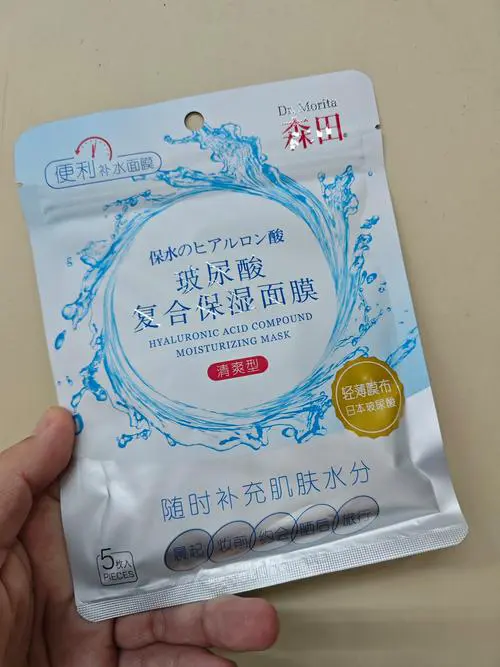 Dr. Morita
森田®
便利补水面膜
保水のヒアルロン酸
玻尿酸
复合保湿面膜
HYALURONIC ACID COMPOUND
MOISTURIZING MASK
清爽型
轻薄膜布
日本玻尿酸
随时补充肌肤水分
晨起 妆前 约会 晒后 旅行
5枚入
PIECES